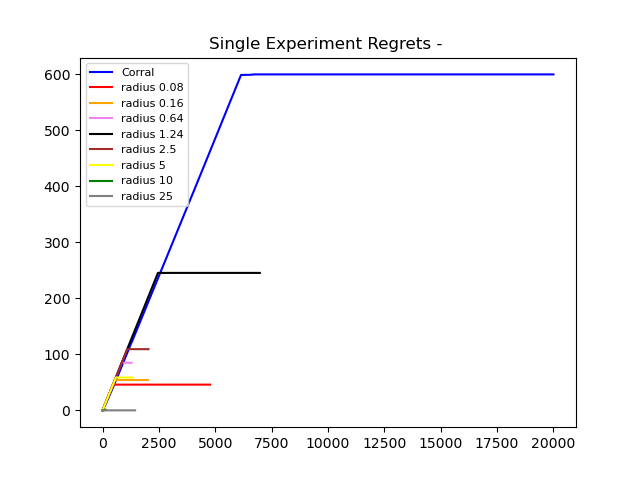 Single Experiment Regrets -
600
500
400
300
200
100
0
Corral
radius 0.08
radius 0.16
radius 0.64
radius 1.24
radius 2.5
radius 5
radius 10
radius 25
0 2500 5000 7500 10000 12500 15000 17500 20000